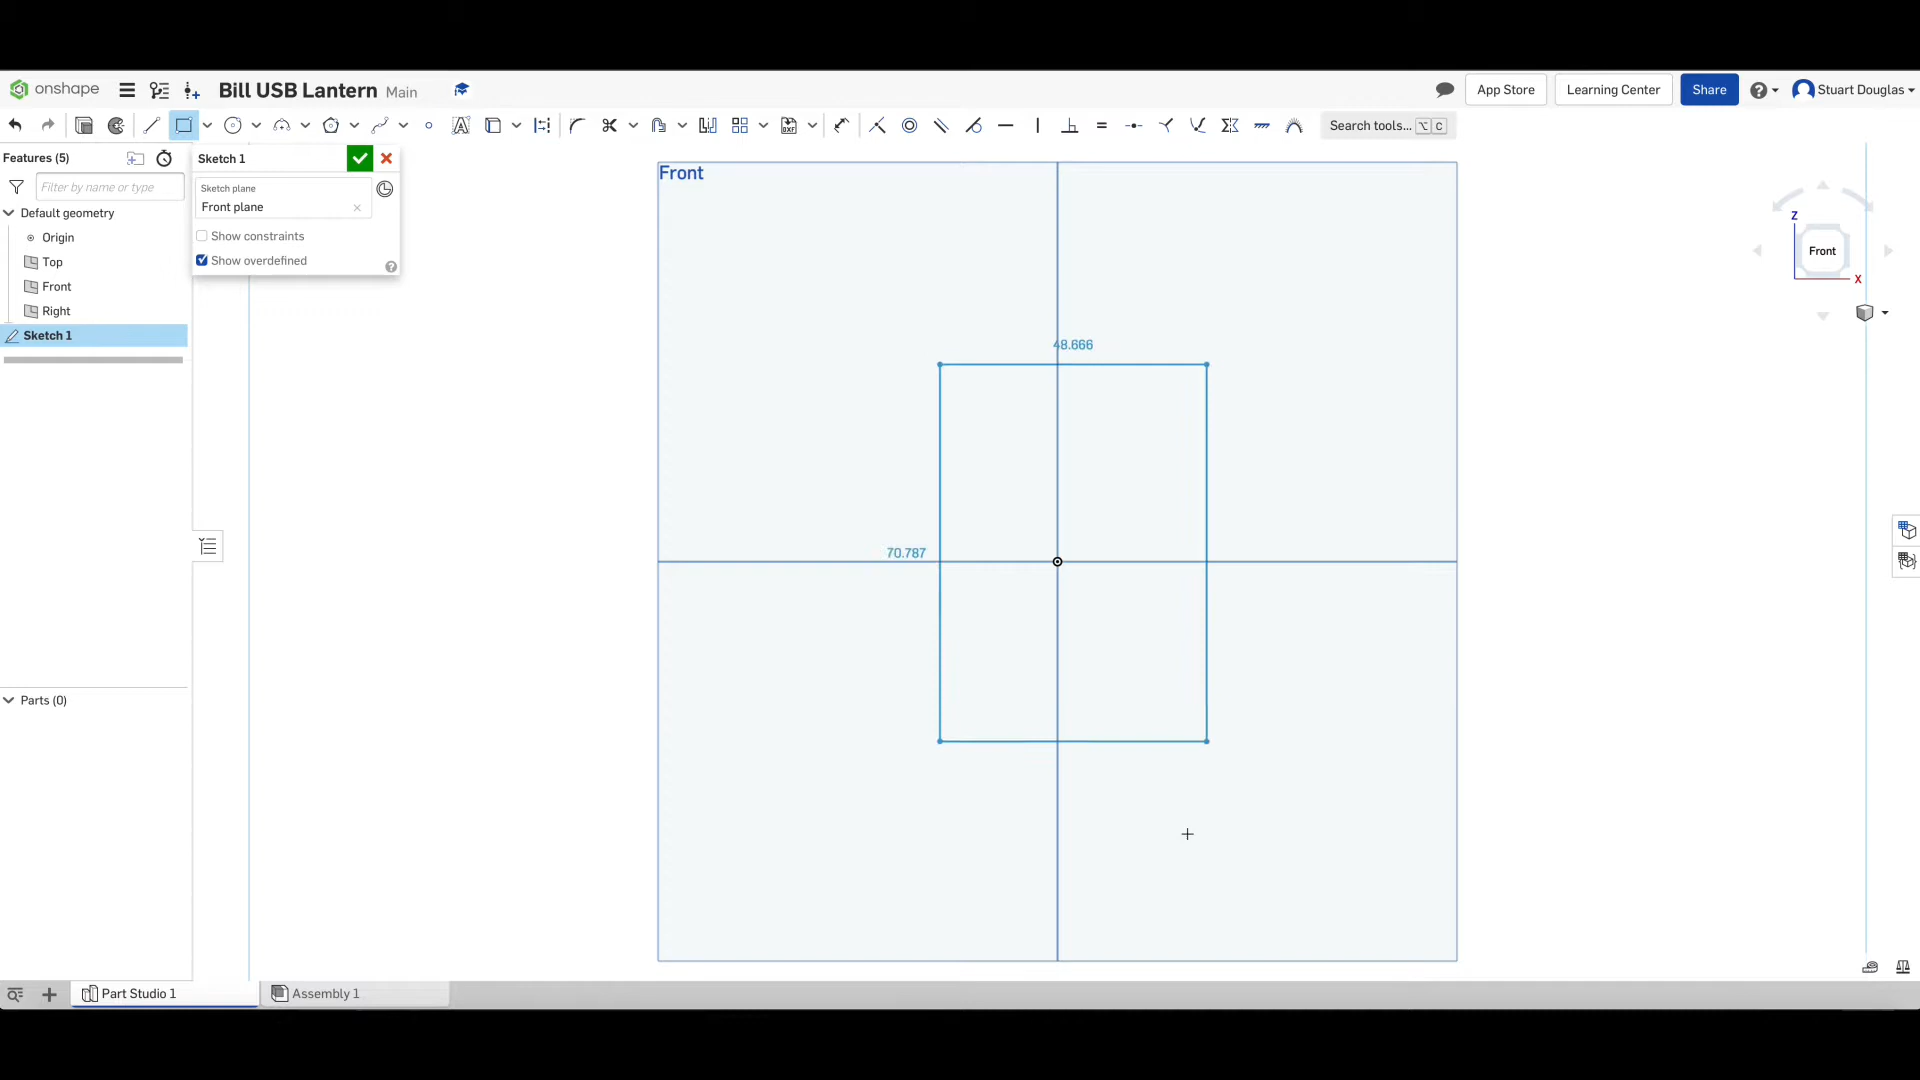 onshape
Bill USB Lantern Main
App Store
Learning Center
Share
Stuart Douglas
Search tools... ⌥ C
Features (5)
Filter by name or type
Default geometry
Origin
Top
Front
Right
Sketch 1
Parts (0)
Sketch 1
Sketch plane
Front plane
Show constraints
Show overdefined
Front
48.666
70.787
Z
Front
X
Part Studio 1
Assembly 1